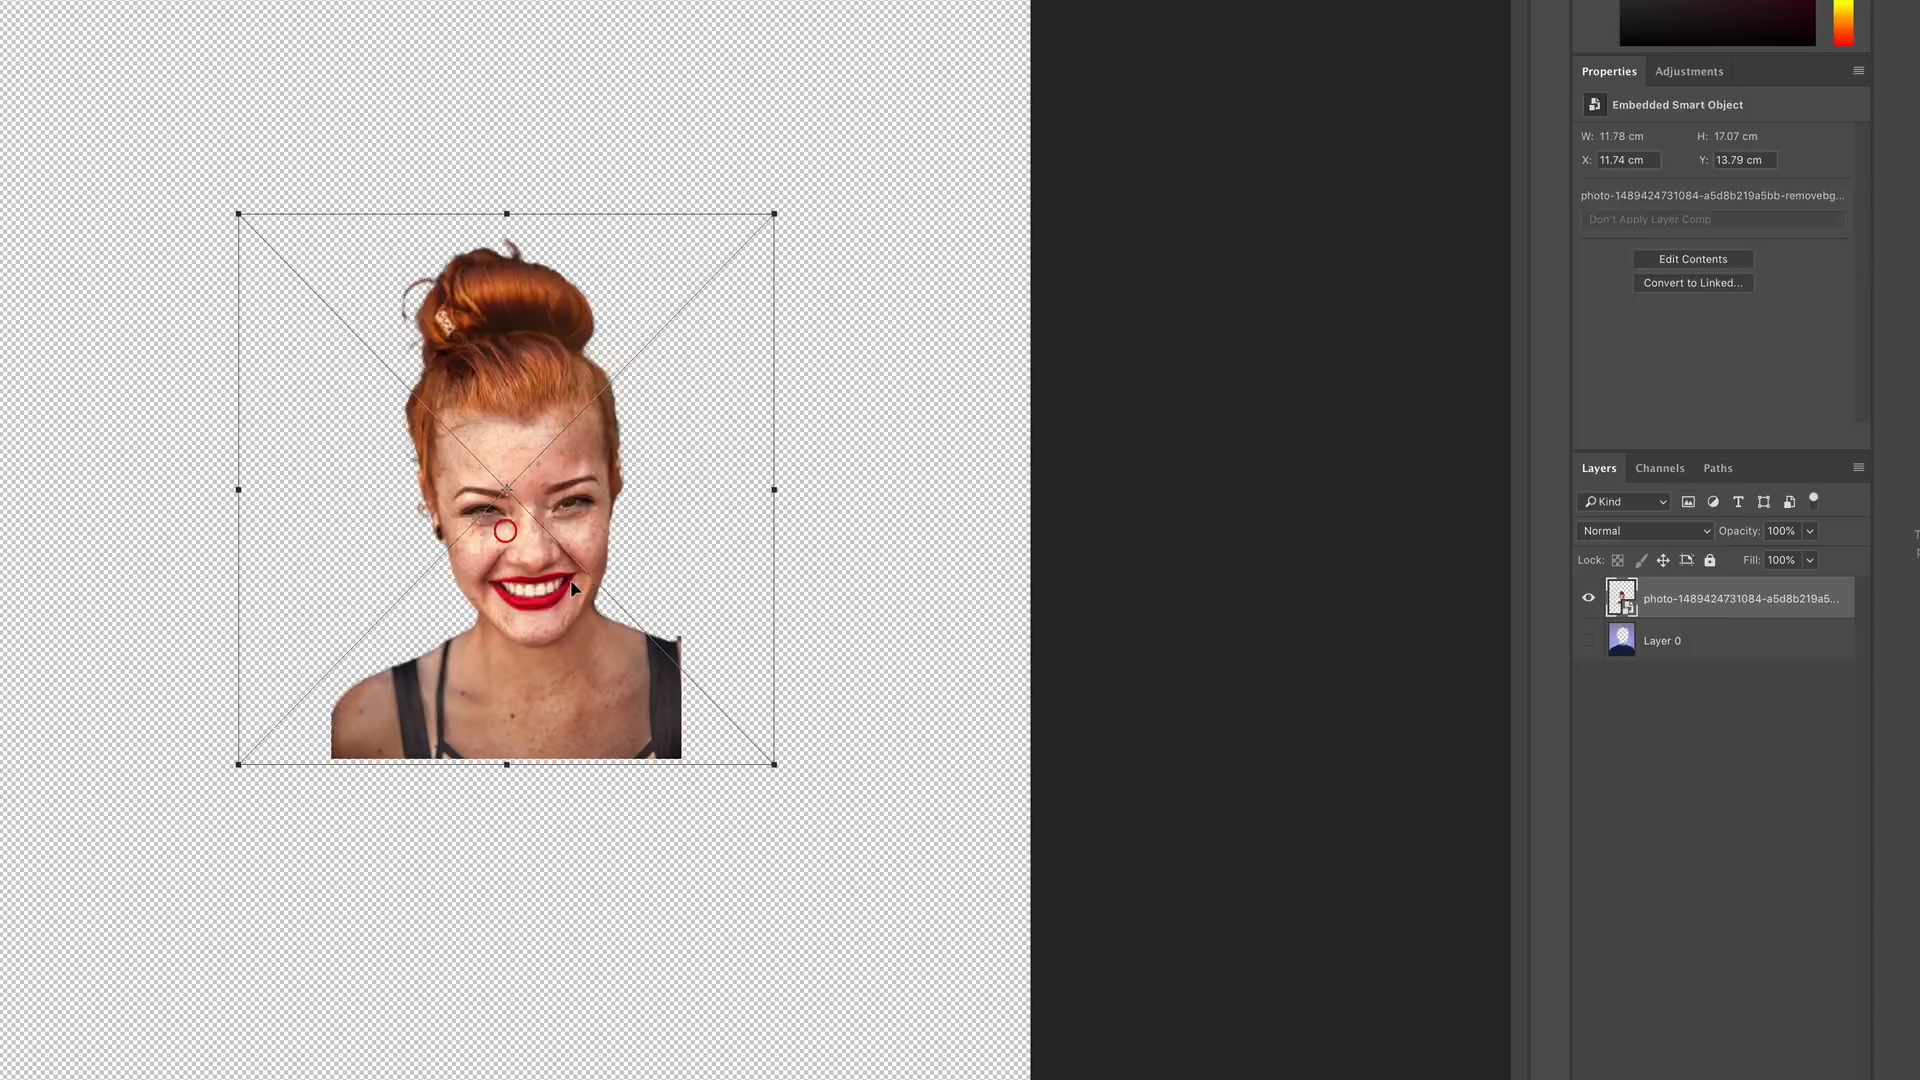 Properties Adjustments
Embedded Smart Object
W: 11.78 cm H: 17.07 cm
X: 11.74 cm Y: 13.79 cm
photo-1489424731084-a5d8b219a5bb-removebg...
Don't Apply Layer Comp
Edit Contents
Convert to Linked...
Layers Channels Paths
Kind
Normal Opacity: 100%
Lock: Fill: 100%
photo-1489424731084-a5d8b219a5...
Layer 0